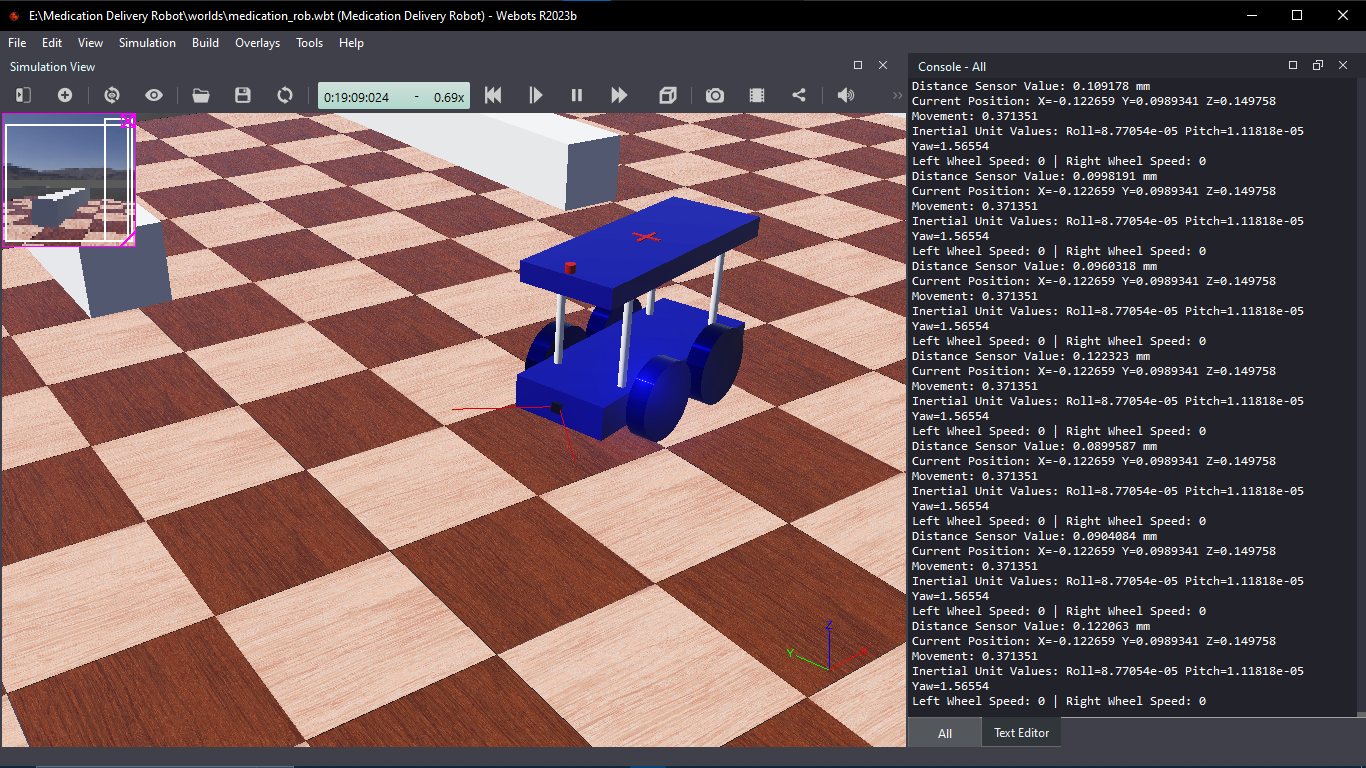 E:\Medication Delivery Robot\worlds\medication_rob.wbt (Medication Delivery Robot) - Webots R2023b
File Edit View Simulation Build Overlays Tools Help
Simulation View
0:19:09:024 - 0.69x
Y
Z
X
Console - All
Distance Sensor Value: 0.109178 mm
Current Position: X=-0.122659 Y=0.0989341 Z=0.149758
Movement: 0.371351
Inertial Unit Values: Roll=8.77054e-05 Pitch=1.11818e-05
Yaw=1.56554
Left Wheel Speed: 0 | Right Wheel Speed: 0
Distance Sensor Value: 0.0998191 mm
Current Position: X=-0.122659 Y=0.0989341 Z=0.149758
Movement: 0.371351
Inertial Unit Values: Roll=8.77054e-05 Pitch=1.11818e-05
Yaw=1.56554
Left Wheel Speed: 0 | Right Wheel Speed: 0
Distance Sensor Value: 0.0960318 mm
Current Position: X=-0.122659 Y=0.0989341 Z=0.149758
Movement: 0.371351
Inertial Unit Values: Roll=8.77054e-05 Pitch=1.11818e-05
Yaw=1.56554
Left Wheel Speed: 0 | Right Wheel Speed: 0
Distance Sensor Value: 0.122323 mm
Current Position: X=-0.122659 Y=0.0989341 Z=0.149758
Movement: 0.371351
Inertial Unit Values: Roll=8.77054e-05 Pitch=1.11818e-05
Yaw=1.56554
Left Wheel Speed: 0 | Right Wheel Speed: 0
Distance Sensor Value: 0.0899587 mm
Current Position: X=-0.122659 Y=0.0989341 Z=0.149758
Movement: 0.371351
Inertial Unit Values: Roll=8.77054e-05 Pitch=1.11818e-05
Yaw=1.56554
Left Wheel Speed: 0 | Right Wheel Speed: 0
Distance Sensor Value: 0.0904084 mm
Current Position: X=-0.122659 Y=0.0989341 Z=0.149758
Movement: 0.371351
Inertial Unit Values: Roll=8.77054e-05 Pitch=1.11818e-05
Yaw=1.56554
Left Wheel Speed: 0 | Right Wheel Speed: 0
Distance Sensor Value: 0.122063 mm
Current Position: X=-0.122659 Y=0.0989341 Z=0.149758
Movement: 0.371351
Inertial Unit Values: Roll=8.77054e-05 Pitch=1.11818e-05
Yaw=1.56554
Left Wheel Speed: 0 | Right Wheel Speed: 0
All Text Editor